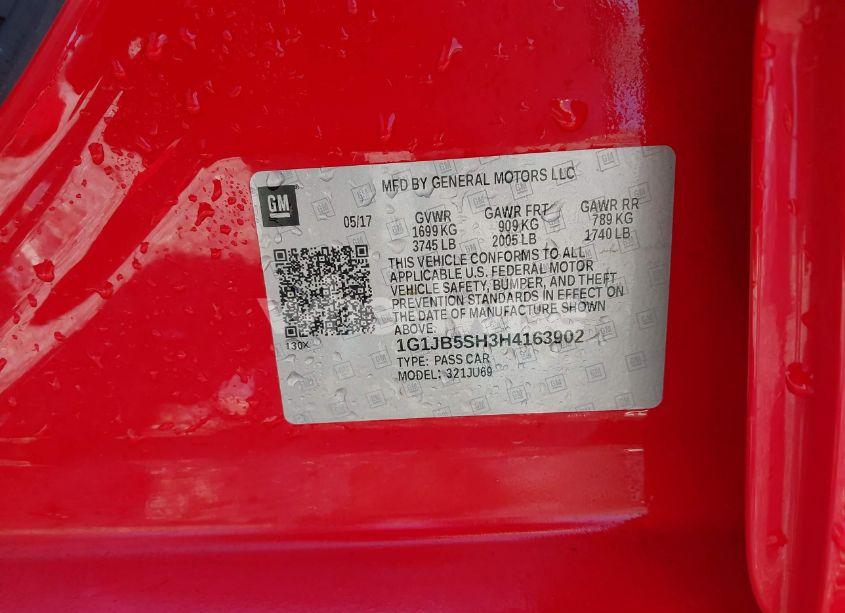 MFD BY GENERAL MOTORS LLC
GM
05/17
GVWR
1699 KG
3745 LB
GAWR FRT
909 KG
2005 LB
GAWR RR
789 KG
1740 LB
THIS VEHICLE CONFORMS TO ALL
APPLICABLE U.S. FEDERAL MOTOR
VEHICLE SAFETY, BUMPER, AND THEFT
PREVENTION STANDARDS IN EFFECT ON
THE DATE OF MANUFACTURE SHOWN
ABOVE.
130X
1G1JB5SH3H4163902
TYPE: PASS CAR
MODEL: 321JU69